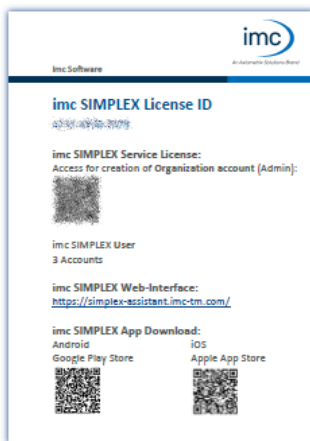 imc
An Axiometrix Solutions Brand
imc Software
imc SIMPLEX License ID
imc SIMPLEX Service License:
Access for creation of Organization account (Admin):
imc SIMPLEX User
3 Accounts
imc SIMPLEX Web-Interface:
https://simplex-assistant.imc-tm.com/
imc SIMPLEX App Download:
Android iOS
Google Play Store Apple App Store